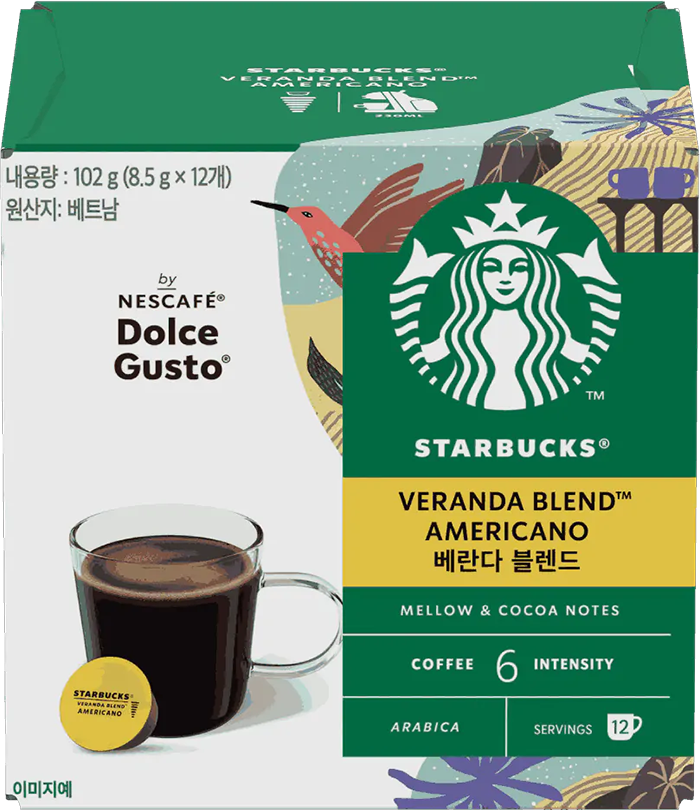 STARBUCKS®
VERANDA BLEND™
AMERICANO
230ML
내용량 : 102 g (8.5 g × 12개)
원산지: 베트남
by
NESCAFÉ®
Dolce
Gusto®
TM
STARBUCKS®
VERANDA BLEND™
AMERICANO
베란다 블렌드
MELLOW & COCOA NOTES
COFFEE 6 INTENSITY
ARABICA
SERVINGS 12
STARBUCKS®
VERANDA BLEND™
AMERICANO
이미지예